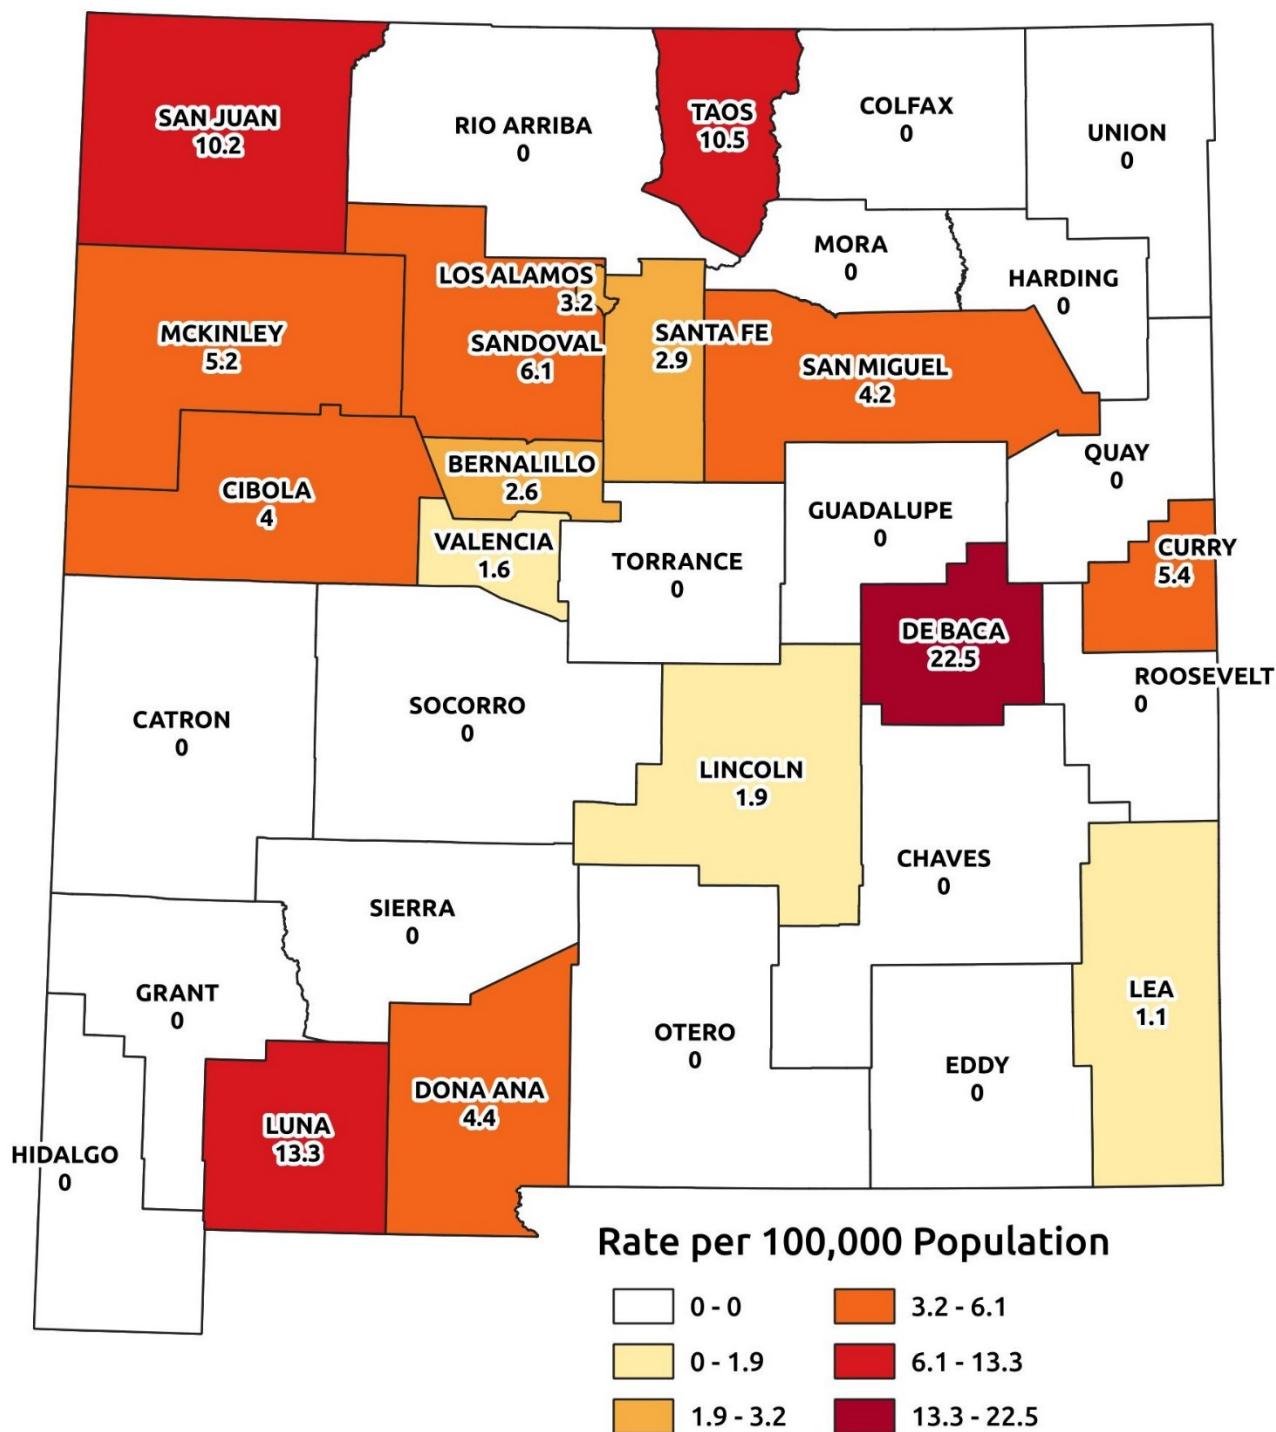 SAN JUAN
10.2
RIO ARRIBA
0
TAOS
10.5
COLFAX
0
UNION
0
MORA
0
HARDING
0
LOS ALAMOS
3.2
MCKINLEY
5.2
SANDOVAL
6.1
SANTA FE
2.9
SAN MIGUEL
4.2
QUAY
0
CIBOLA
4
BERNALILLO
2.6
VALENCIA
1.6
TORRANCE
0
GUADALUPE
0
CURRY
5.4
DE BACA
22.5
ROOSEVELT
0
CATRON
0
SOCORRO
0
LINCOLN
1.9
CHAVES
0
SIERRA
0
GRANT
0
OTERO
0
LEA
1.1
EDDY
0
DONA ANA
4.4
LUNA
13.3
HIDALGO
0
Rate per 100,000 Population
0 - 0
0 - 1.9
1.9 - 3.2
3.2 - 6.1
6.1 - 13.3
13.3 - 22.5